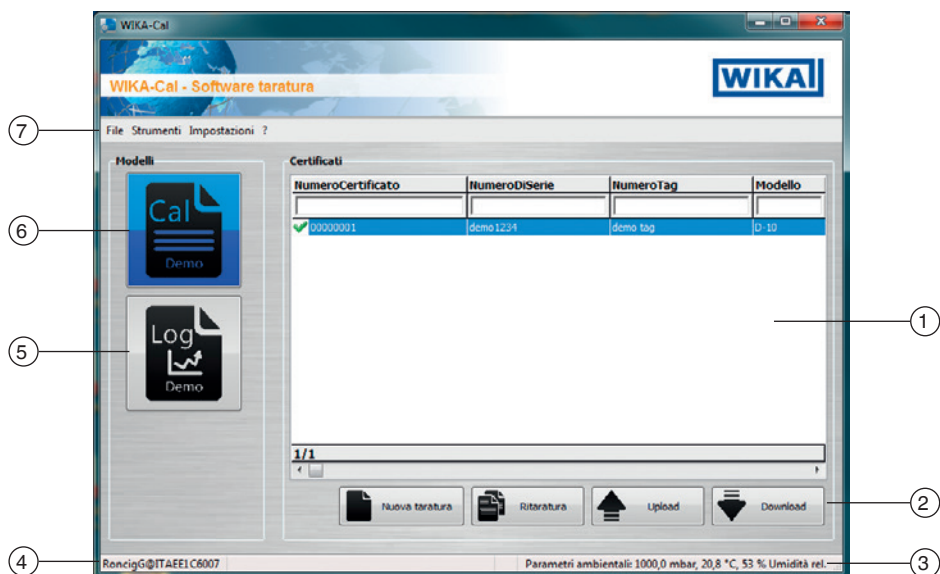 WIKA-Cal
WIKA-Cal - Software taratura
WIKA
7
File Strumenti Impostazioni ?
Modelli
Certificati
NumeroCertificato NumeroDiSerie NumeroTag Modello
Cal
Demo
6
00000001 demo1234 demo tag D-10
1
Log
Demo
5
1/1
Nuova taratura Ritaratura Upload Download
2
4
RoncigG@ITAEE1C6007
Parametri ambientali: 1000,0 mbar, 20,8 °C, 53 % Umidità rel.
3